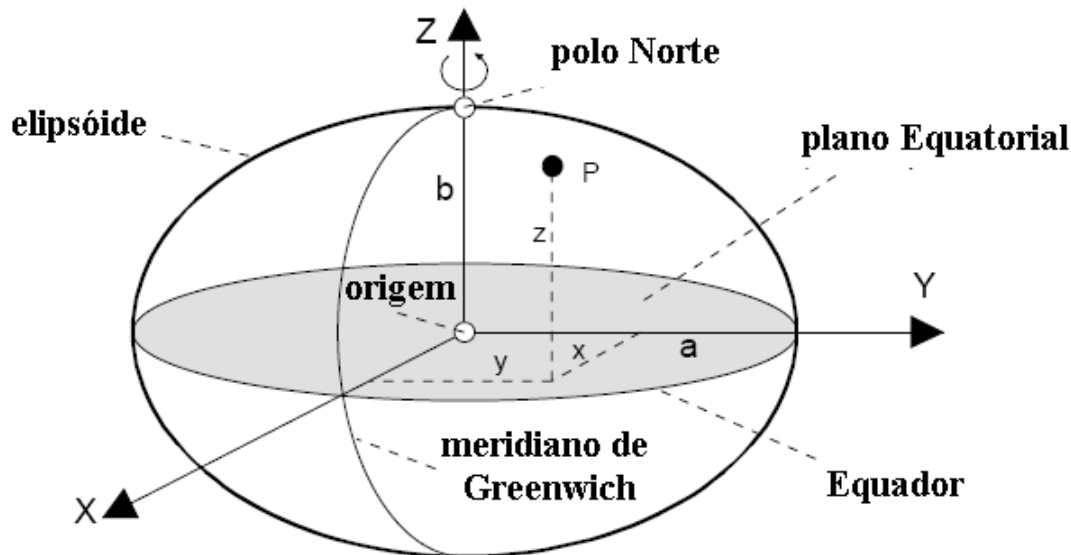 Z
polo Norte
elipsóide
plano Equatorial
b
P
z
origem
Y
y
x
a
meridiano de
Greenwich
Equador
X